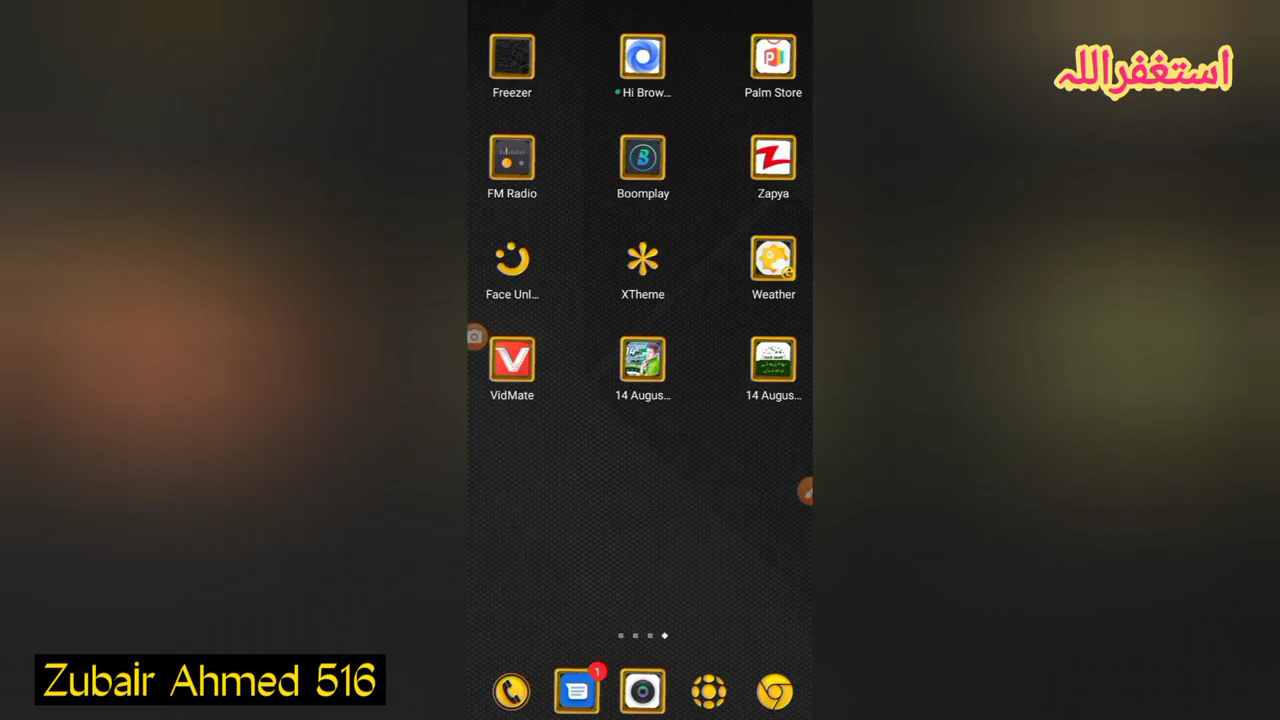 استغفراللہ
Freezer
Hi Brow...
Palm Store
FM Radio
Boomplay
Zapya
Face Unl...
XTheme
Weather
VidMate
14 Augus...
14 Augus...
1
Zubair Ahmed 516